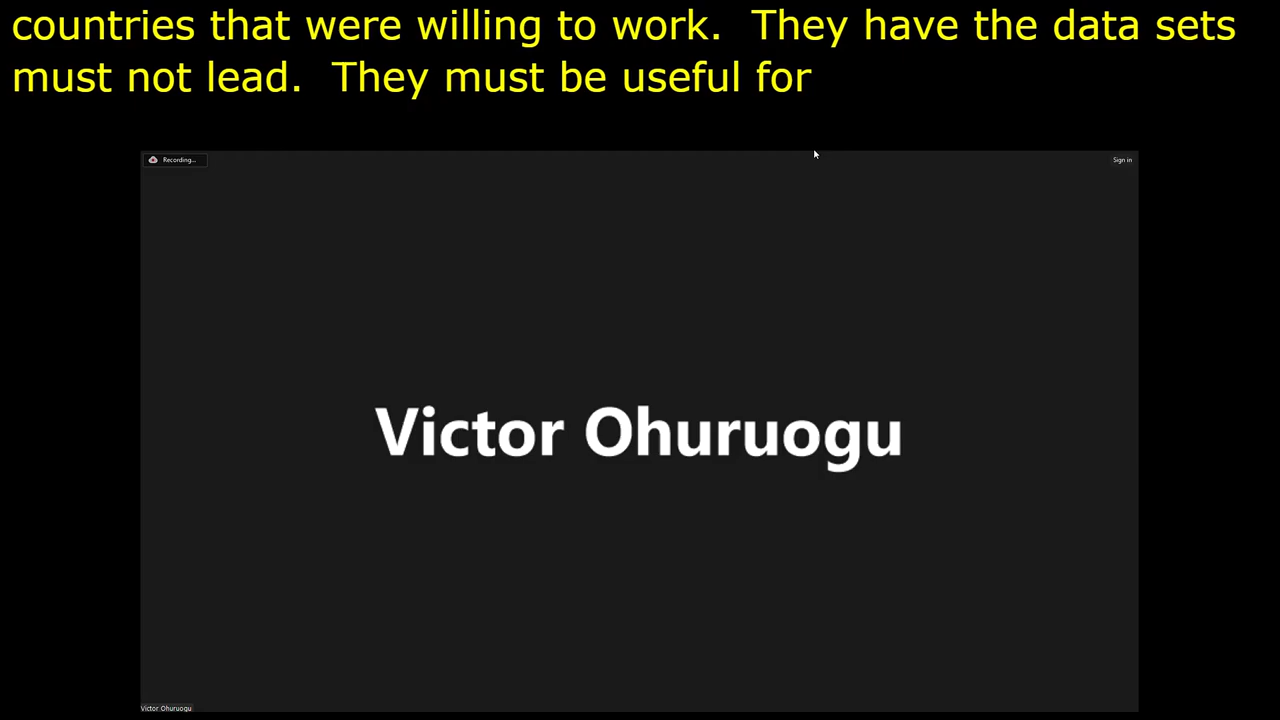 countries that were willing to work.  They have the data sets
must not lead.  They must be useful for
Recording...
Sign in
Victor Ohuruogu
Victor Ohuruogu